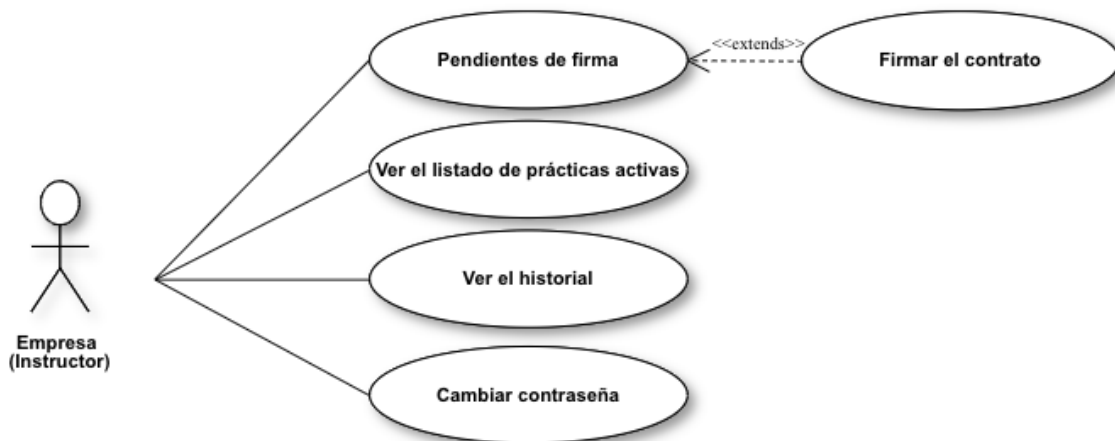 Pendientes de firma
<<extends>>
Firmar el contrato
Ver el listado de prácticas activas
Ver el historial
Empresa
(Instructor)
Cambiar contraseña